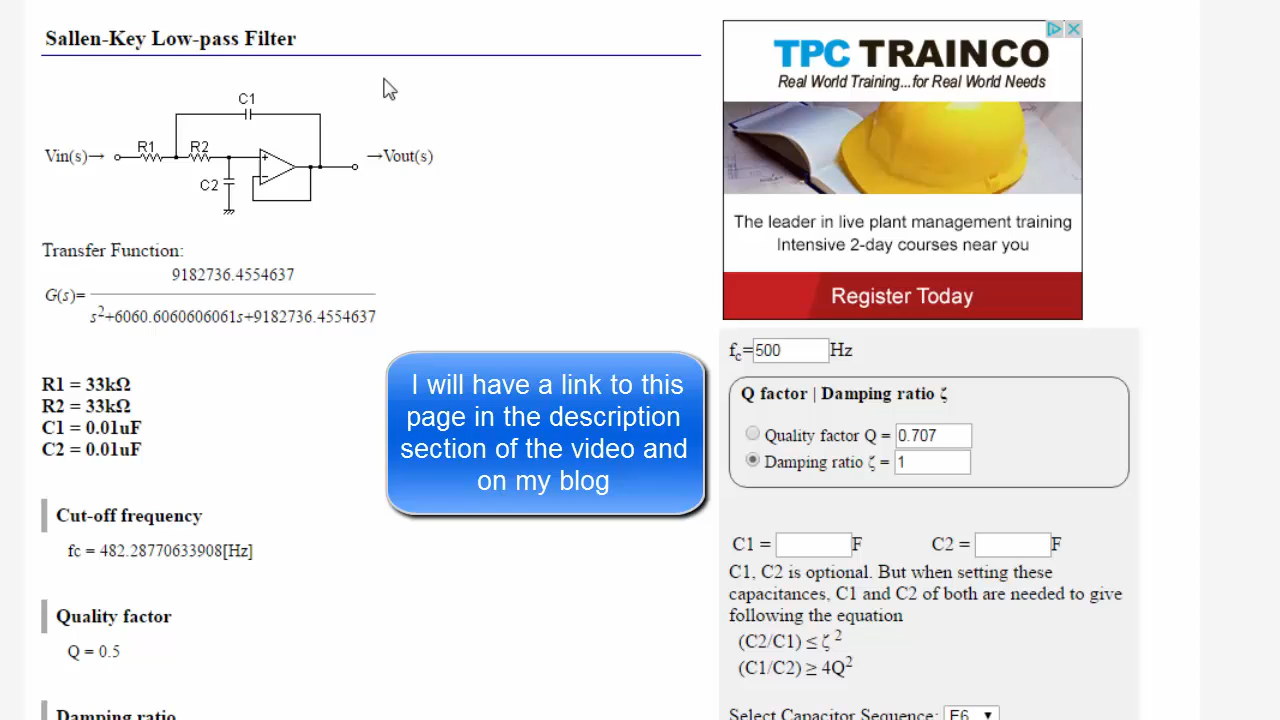 Sallen-Key Low-pass Filter
C1
R1
R2
Vin(s)→
→Vout(s)
C2
Transfer Function:
9182736.4554637
G(s)=
s²+6060.6060606061s+9182736.4554637
R1 = 33kΩ
R2 = 33kΩ
C1 = 0.01uF
C2 = 0.01uF
Cut-off frequency
fc = 482.28770633908[Hz]
Quality factor
Q = 0.5
Damping ratio
I will have a link to this
page in the description
section of the video and
on my blog
TPC TRAINCO
Real World Training...for Real World Needs
The leader in live plant management training
Intensive 2-day courses near you
Register Today
fc=500 Hz
Q factor | Damping ratio ζ
Quality factor Q = 0.707
Damping ratio ζ = 1
C1 = F C2 = F
C1, C2 is optional. But when setting these
capacitances, C1 and C2 of both are needed to give
following the equation
(C2/C1) ≤ ζ²
(C1/C2) ≥ 4Q²
Select Capacitor Sequence: E6